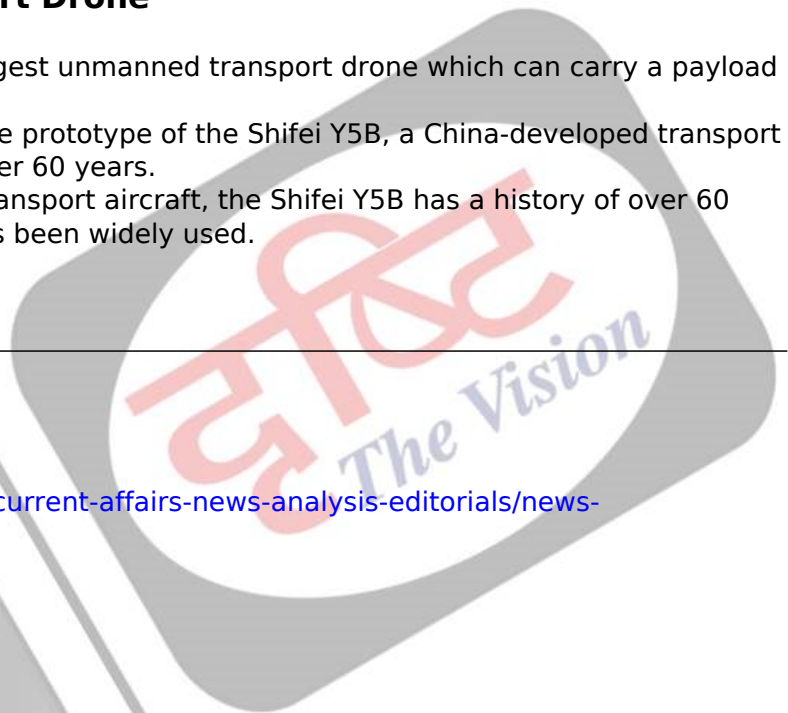 rt Drone
gest unmanned transport drone which can carry a payload
e prototype of the Shifei Y5B, a China-developed transport
er 60 years.
ansport aircraft, the Shifei Y5B has a history of over 60
s been widely used.
दृष्टि
The Vision
current-affairs-news-analysis-editorials/news-